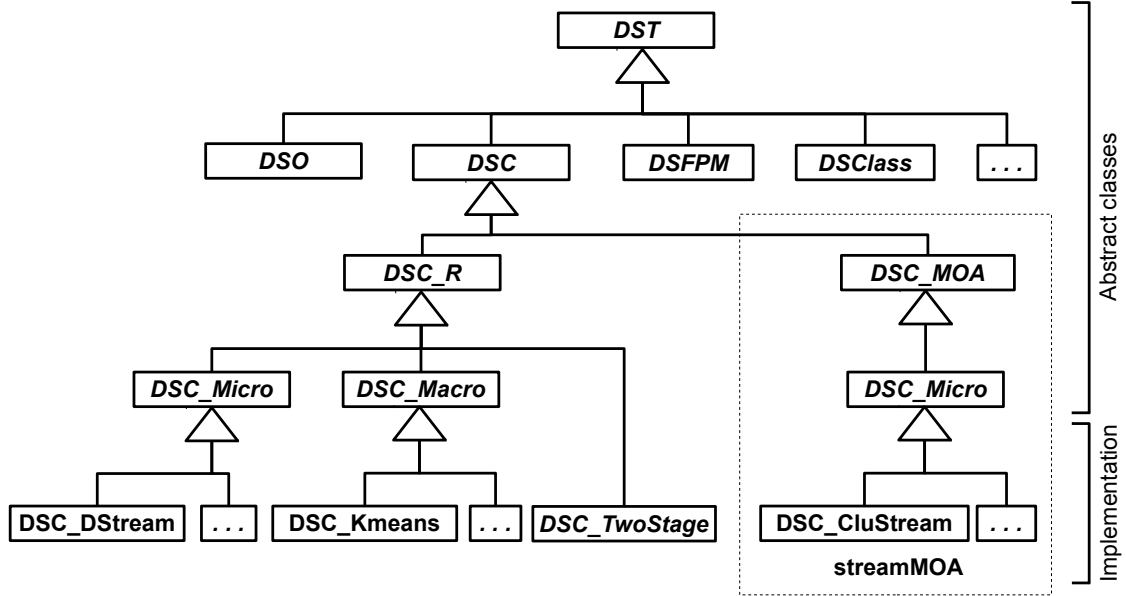 DST
DSO
DSC
DSFPM
DSClass
. . .
DSC_R
DSC_MOA
DSC_Micro
DSC_Macro
DSC_Micro
DSC_DStream
. . .
DSC_Kmeans
. . .
DSC_TwoStage
DSC_CluStream
. . .
streamMOA
Abstract classes
Implementation